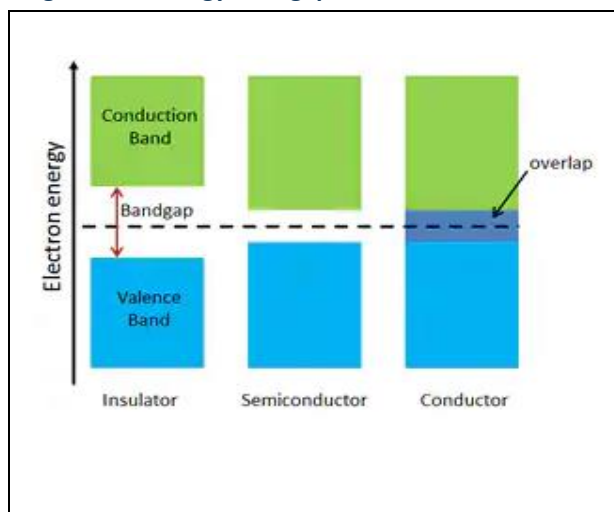 Conduction
Band
overlap
Bandgap
Electron energy
Valence
Band
Insulator
Semiconductor
Conductor